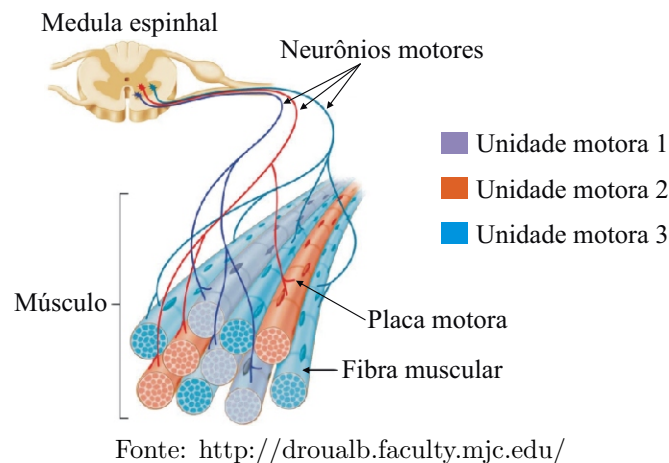 Medula espinhal
Neurônios motores
Unidade motora 1
Unidade motora 2
Unidade motora 3
Músculo
Placa motora
Fibra muscular
Fonte: http://droualb.faculty.mjc.edu/